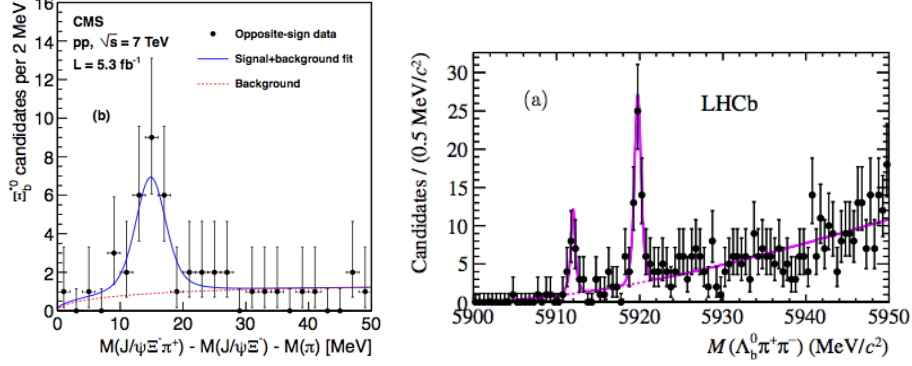 CMS
pp, √s = 7 TeV
L = 5.3 fb⁻¹
(b)
Opposite-sign data
Signal+background fit
Background
Ξ_b^{*0} candidates per 2 MeV
16
14
12
10
8
6
4
2
0
0 10 20 30 40 50
M(J/ψΞ⁻π⁺) - M(J/ψΞ⁻) - M(π) [MeV]
(a)
LHCb
Candidates / (0.5 MeV/c²)
30
25
20
15
10
5
0
5900 5910 5920 5930 5940 5950
M(Λ_b^0π⁺π⁻) (MeV/c²)